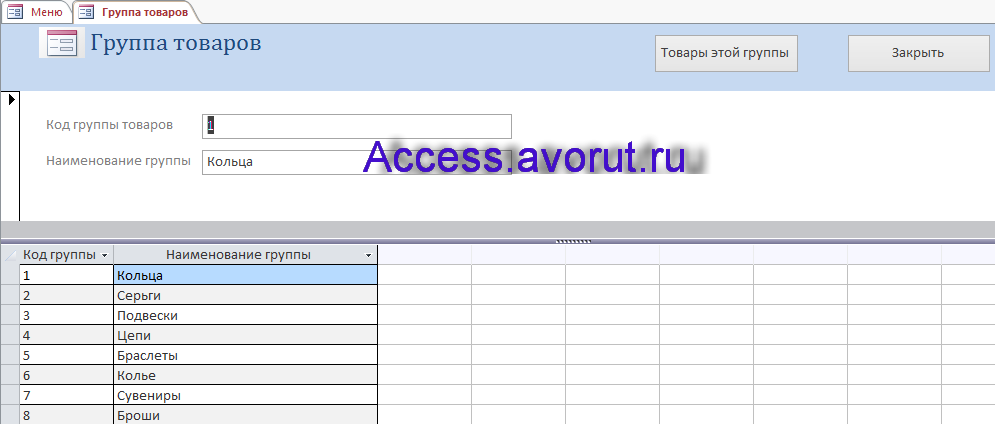 Меню Группа товаров
Группа товаров
Товары этой группы Закрыть
Код группы товаров 1
Наименование группы Кольца
Access.avorut.ru
Код группы Наименование группы
1 Кольца
2 Серьги
3 Подвески
4 Цепи
5 Браслеты
6 Колье
7 Сувениры
8 Броши